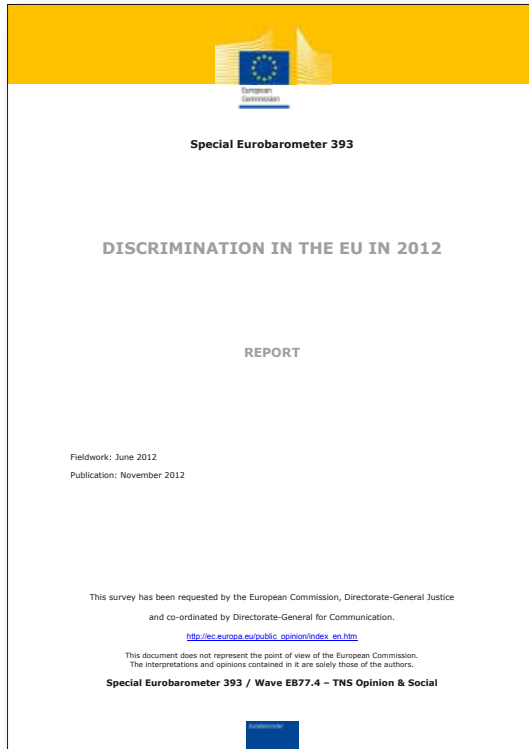 European
Commission
Special Eurobarometer 393
DISCRIMINATION IN THE EU IN 2012
REPORT
Fieldwork: June 2012
Publication: November 2012
This survey has been requested by the European Commission, Directorate-General Justice
and co-ordinated by Directorate-General for Communication.
http://ec.europa.eu/public_opinion/index_en.htm
This document does not represent the point of view of the European Commission.
The interpretations and opinions contained in it are solely those of the authors.
Special Eurobarometer 393 / Wave EB77.4 – TNS Opinion & Social
Eurobarometer